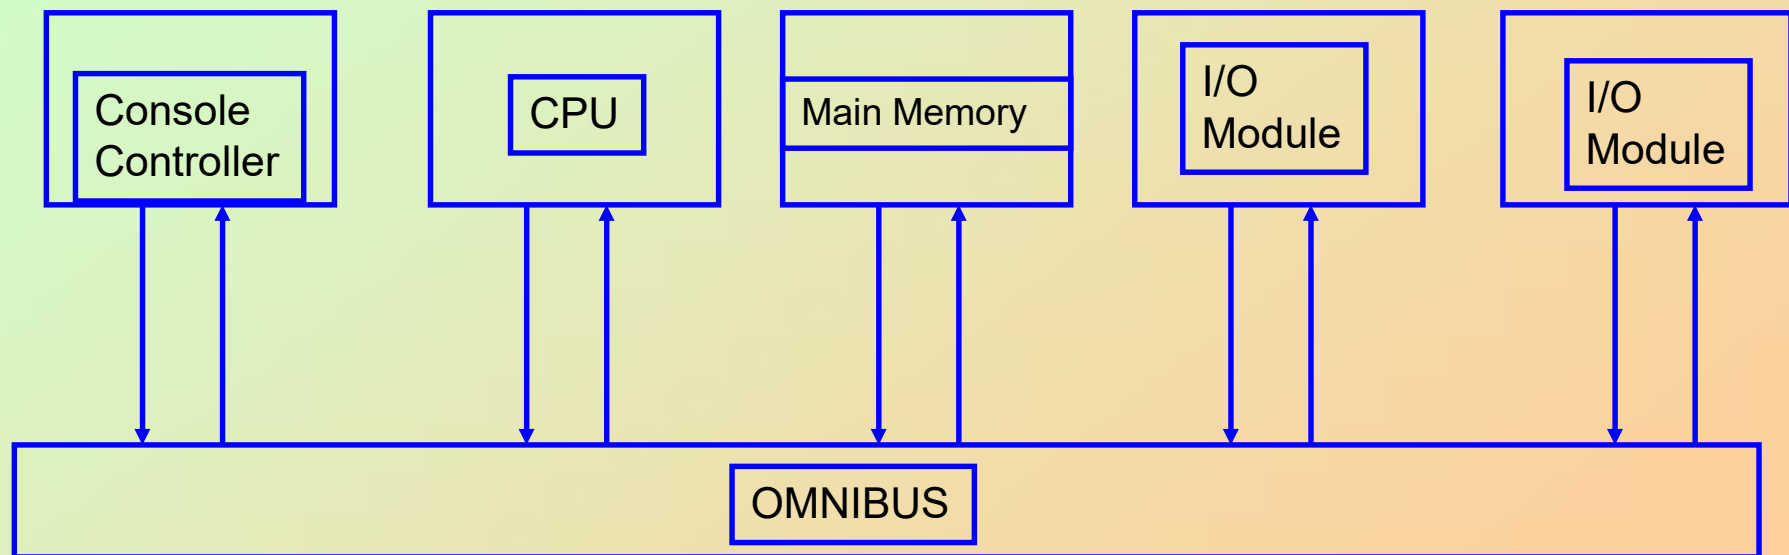 Console
Controller
CPU
Main Memory
I/O
Module
I/O
Module
OMNIBUS